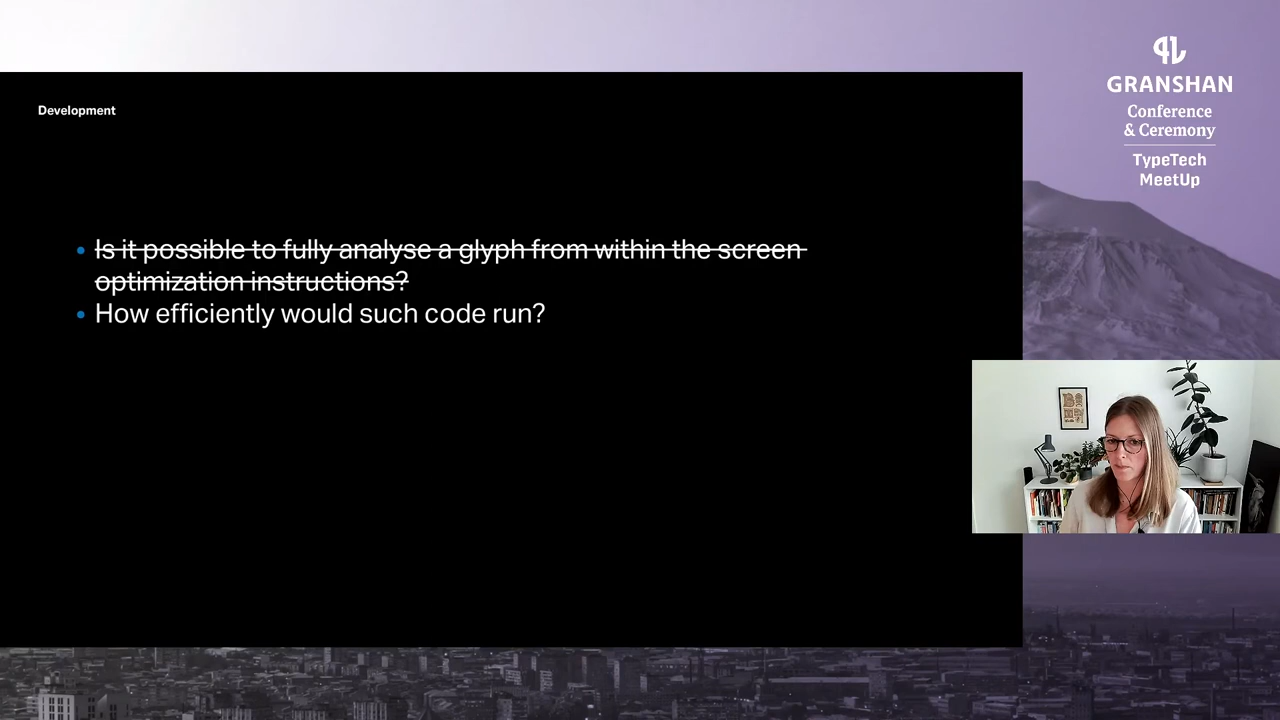 Development
Is it possible to fully analyse a glyph from within the screen
optimization instructions?
How efficiently would such code run?
GRANSHAN
Conference
& Ceremony
TypeTech
MeetUp